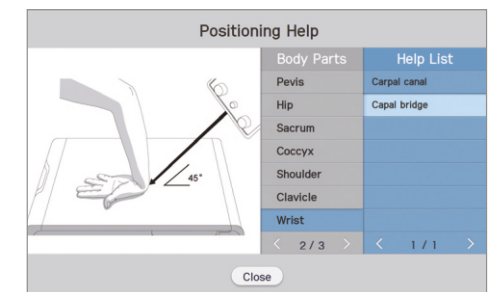 Positioning Help
Body Parts
Help List
Pevis
Carpal canal
Hip
Capal bridge
Sacrum
Coccyx
Shoulder
Clavicle
Wrist
45°
< 2 / 3 >
< 1 / 1 >
Close